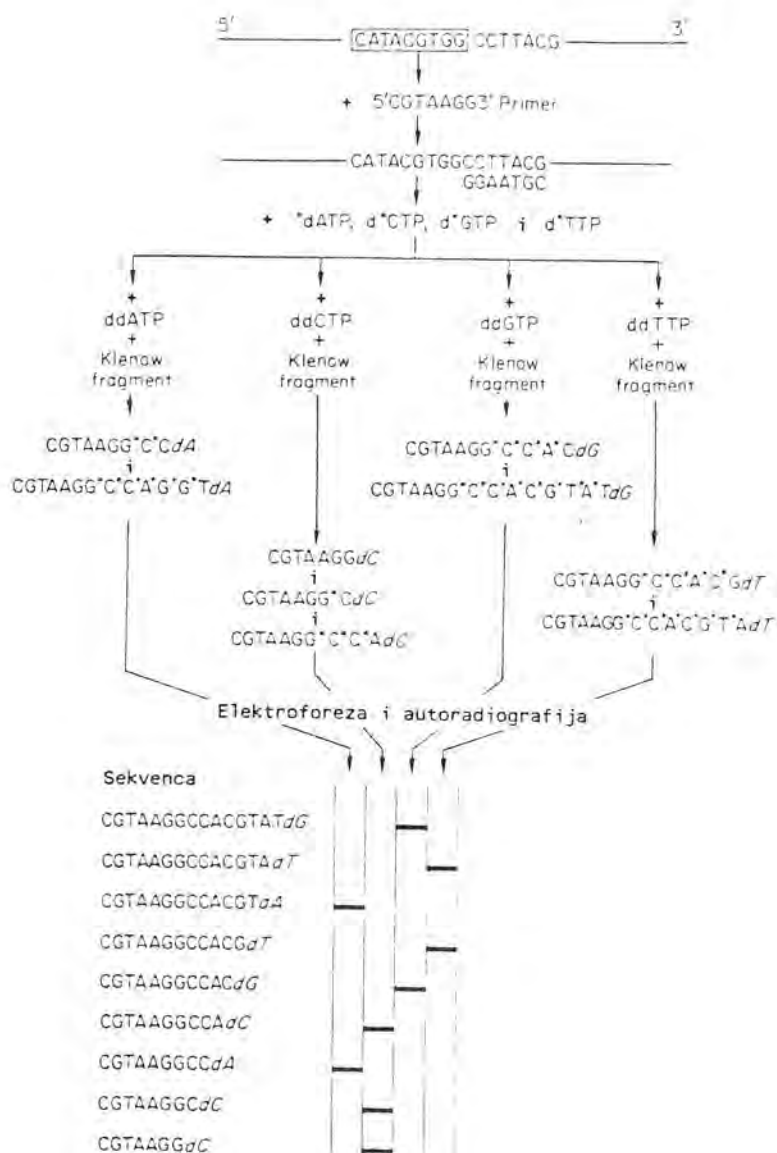 5' 3'
CATACGTGG CCTTACG
+ 5'CGTAAGG3' Primer
CATACGTGGCCTTACG
GGAATGC
+ *dATP, d*CTP, d*GTP i d*TTP
+ + + +
ddATP ddCTP ddGTP ddTTP
+ + + +
Klenow Klenow Klenow Klenow
fragment fragment fragment fragment
CGTAAGG*C*CdA CGTAAGG*C*C*A*CdG
i i
CGTAAGG*C*C*A*G*G*TdA CGTAAGG*C*C*A*C*G*T*A*TdG
CGTAAGGdC CGTAAGG*C*C*A*C*GdT
i i
CGTAAGG*CdC CGTAAGG*C*C*A*C*G*T*AdT
i
CGTAAGG*C*C*AdC
Elektroforeza i autoradiografija
Sekvenca
CGTAAGGCCACGTATdG
CGTAAGGCCACGTAdT
CGTAAGGCCACGTdA
CGTAAGGCCACGdT
CGTAAGGCCACdG
CGTAAGGCCAdC
CGTAAGGCCdA
CGTAAGGCdC
CGTAAGGdC